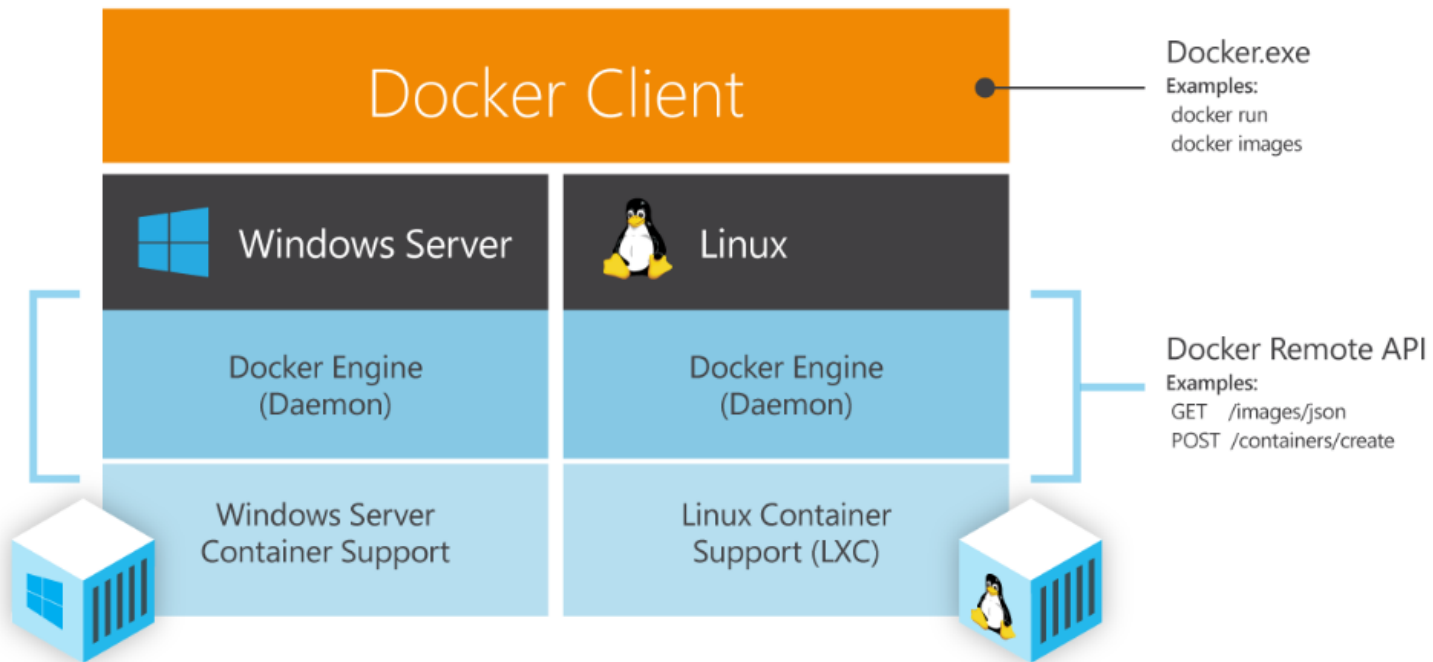 Docker Client
Docker.exe
Examples:
docker run
docker images
Windows Server
Linux
Docker Engine
(Daemon)
Docker Engine
(Daemon)
Docker Remote API
Examples:
GET /images/json
POST /containers/create
Windows Server
Container Support
Linux Container
Support (LXC)